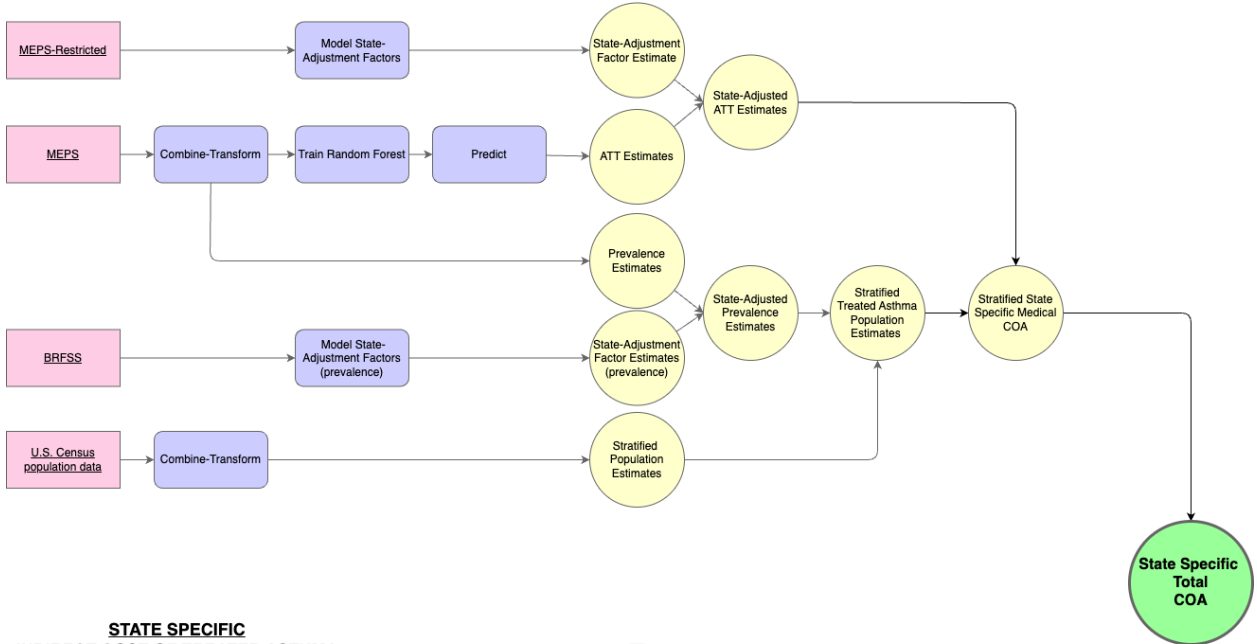 MEPS-Restricted
Model State-
Adjustment Factors
State-Adjustment
Factor Estimate
State-Adjusted
ATT Estimates
MEPS
Combine-Transform
Train Random Forest
Predict
ATT Estimates
Prevalence
Estimates
State-Adjusted
Prevalence
Estimates
Stratified
Treated Asthma
Population
Estimates
Stratified State
Specific Medical
COA
BRFSS
Model State-
Adjustment Factors
(prevalence)
State-Adjustment
Factor Estimates
(prevalence)
U.S. Census
population data
Combine-Transform
Stratified
Population
Estimates
State Specific
Total
COA
STATE SPECIFIC